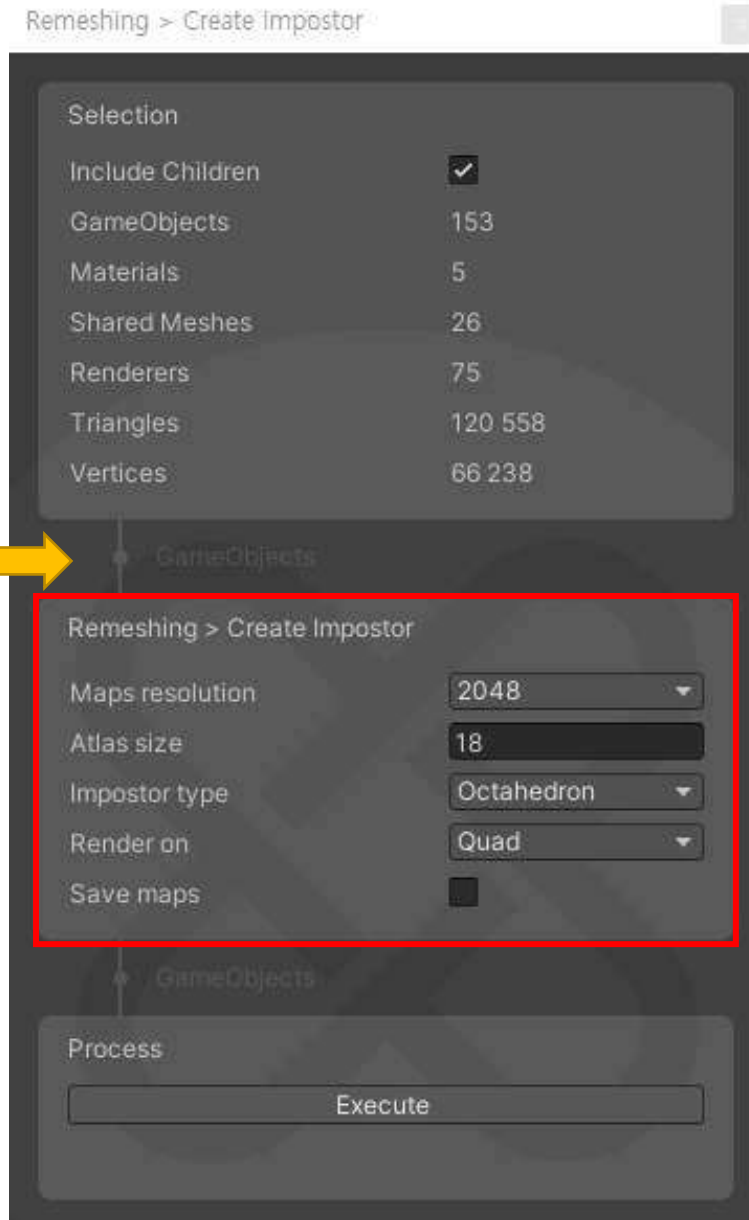 Remeshing > Create Impostor
Selection
Include Children
GameObjects 153
Materials 5
Shared Meshes 26
Renderers 75
Triangles 120 558
Vertices 66 238
GameObjects
Remeshing > Create Impostor
Maps resolution 2048
Atlas size 18
Impostor type Octahedron
Render on Quad
Save maps
GameObjects
Process
Execute